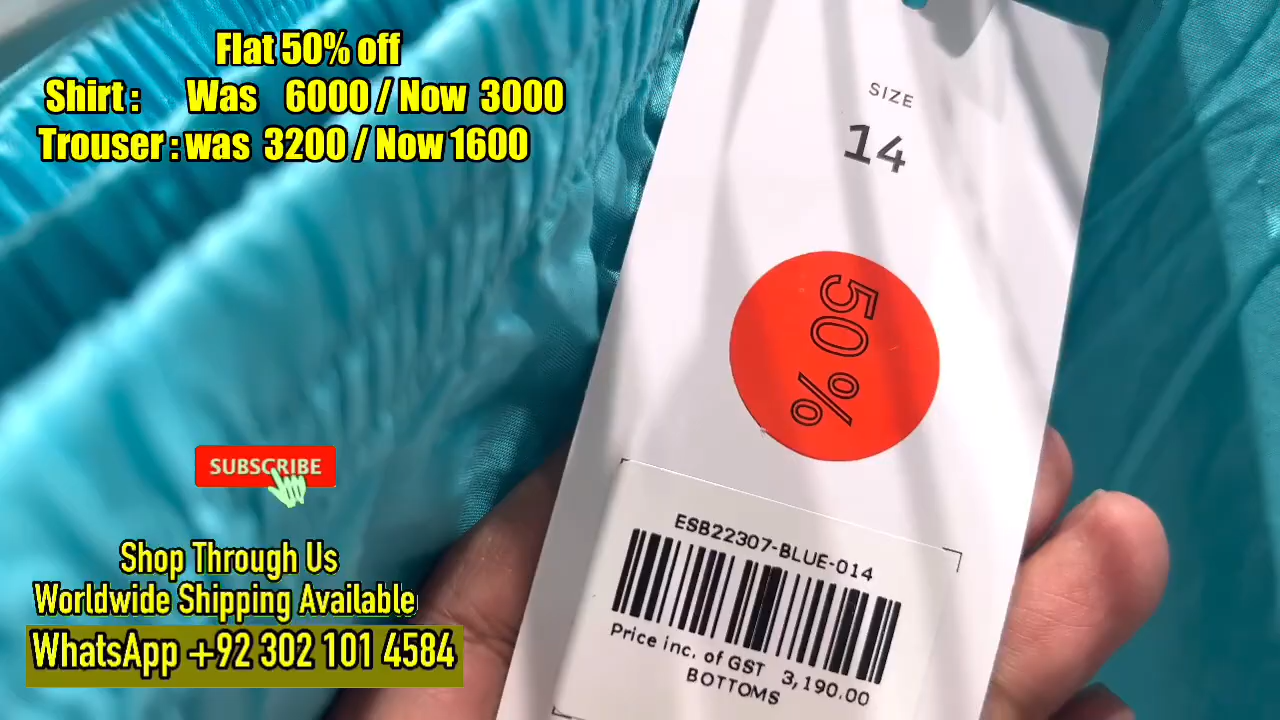 Flat 50% off
Shirt : Was 6000 / Now 3000
Trouser : was 3200 / Now 1600
SIZE
14
50%
SUBSCRIBE
ESB22307-BLUE-014
Price inc. of GST 3,190.00
BOTTOMS
Shop Through Us
Worldwide Shipping Available
WhatsApp +92 302 101 4584